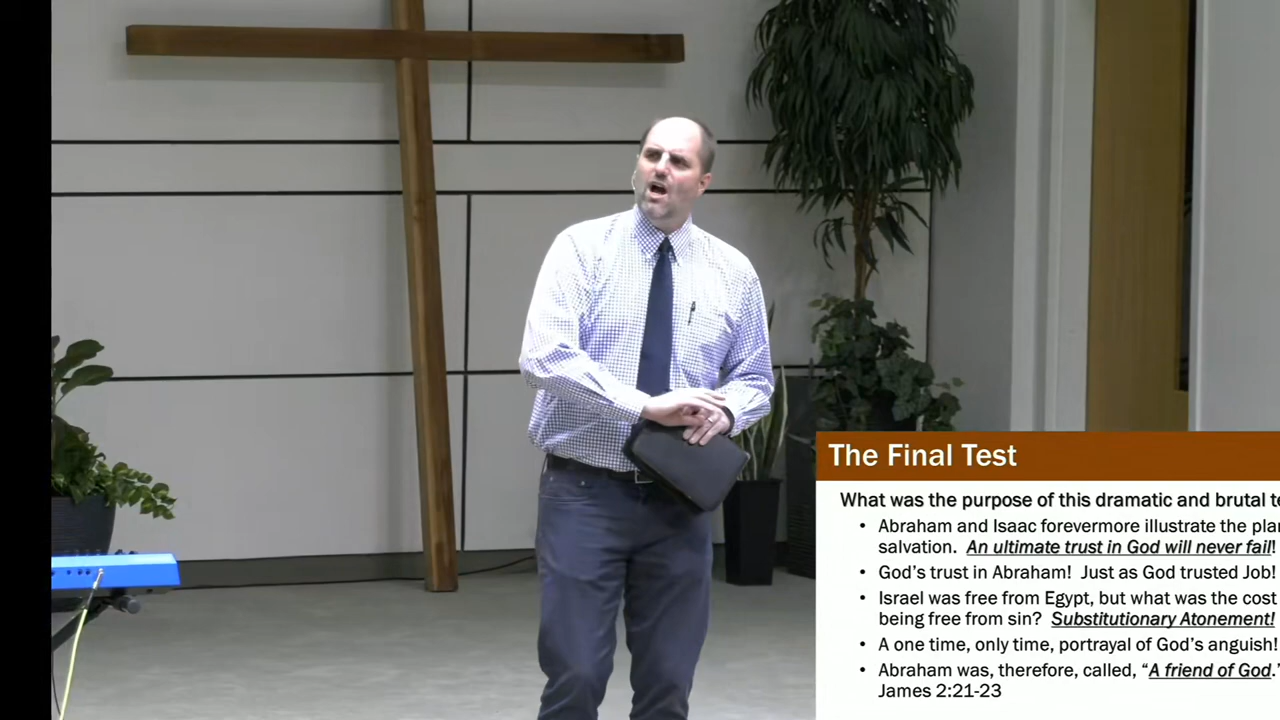 The Final Test
What was the purpose of this dramatic and brutal
• Abraham and Isaac forevermore illustrate the
salvation. An ultimate trust in God will never fail!
• God's trust in Abraham! Just as God trusted Job!
• Israel was free from Egypt, but what was the cost
being free from sin? Substitutionary Atonement!
• A one time, only time, portrayal of God's anguish!
• Abraham was, therefore, called, “A friend of God.”
James 2:21-23